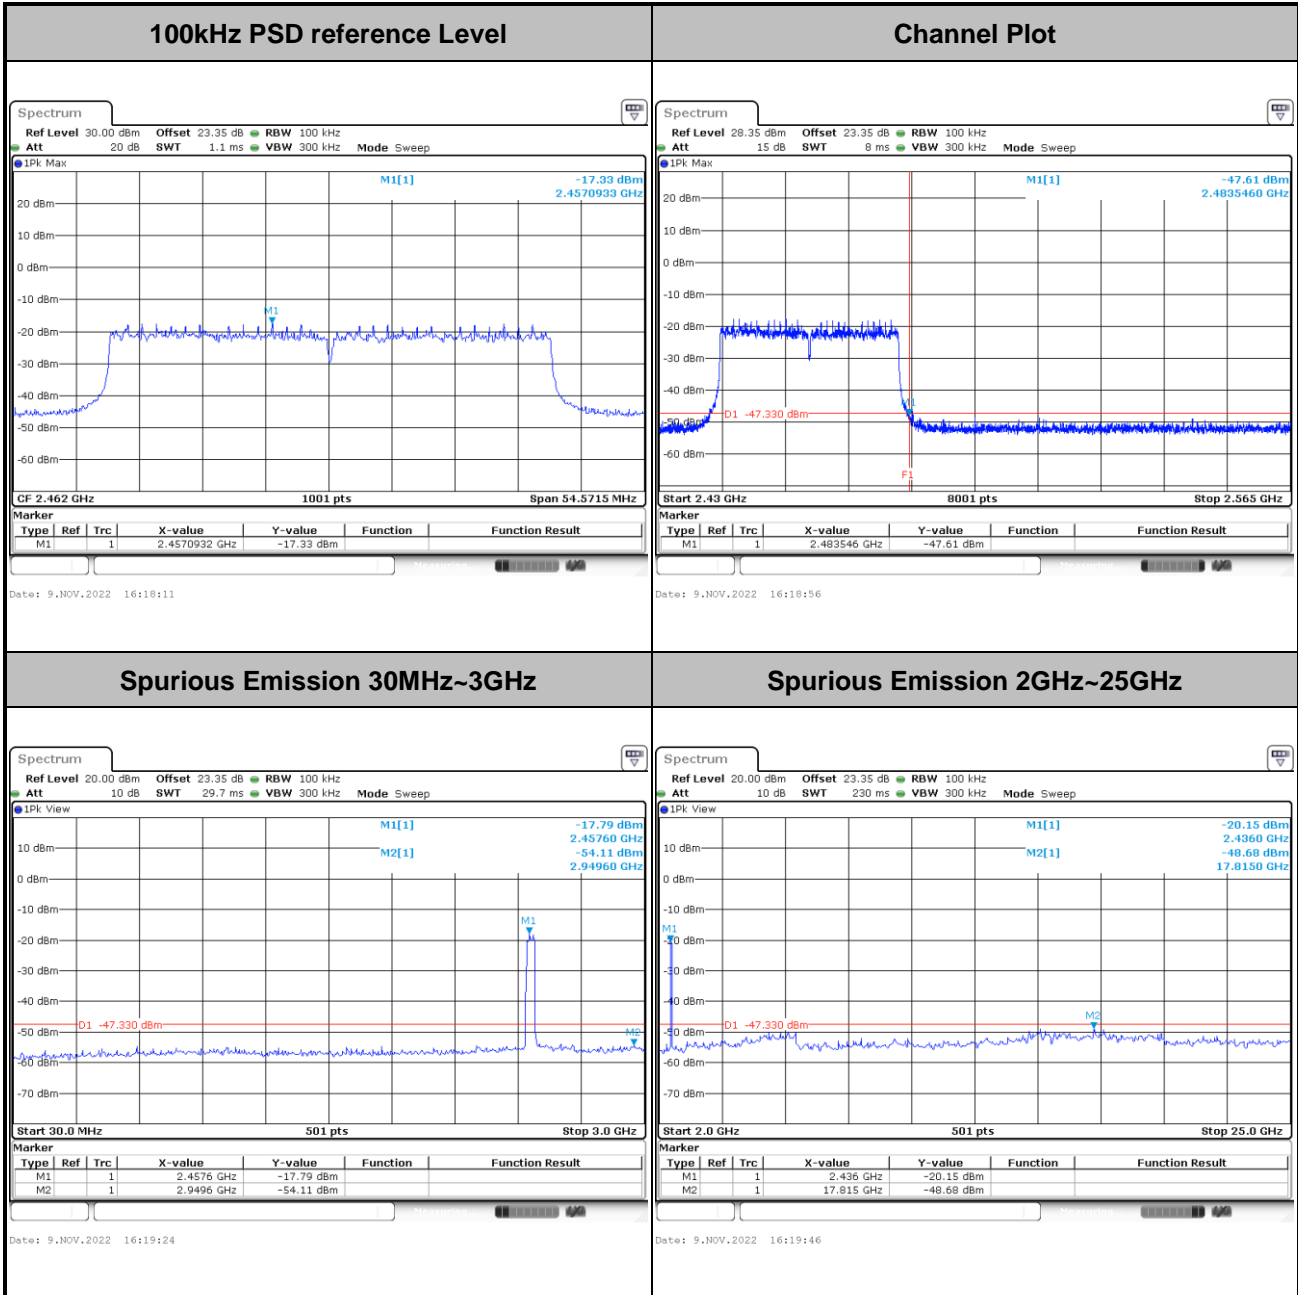 100kHz PSD reference Level
Channel Plot
Spectrum
Ref Level 30.00 dBm Offset 23.35 dB RBW 100 kHz
Att 20 dB SWT 1.1 ms VBW 300 kHz Mode Sweep
1Pk Max
M1[1] -17.33 dBm
2.4570933 GHz
20 dBm
10 dBm
0 dBm
-10 dBm
M1
-20 dBm
-30 dBm
-40 dBm
-50 dBm
-60 dBm
CF 2.462 GHz 1001 pts Span 54.5715 MHz
Marker
Type Ref Trc X-value Y-value Function Function Result
M1 1 2.4570932 GHz -17.33 dBm
Measuring
Date: 9.NOV.2022 16:18:11
Spectrum
Ref Level 28.35 dBm Offset 23.35 dB RBW 100 kHz
Att 15 dB SWT 8 ms VBW 300 kHz Mode Sweep
1Pk Max
M1[1] -47.61 dBm
2.4835460 GHz
20 dBm
10 dBm
0 dBm
-10 dBm
-20 dBm
-30 dBm
-40 dBm
M1
D1 -47.330 dBm
-50 dBm
-60 dBm
F1
Start 2.43 GHz 8001 pts Stop 2.565 GHz
Marker
Type Ref Trc X-value Y-value Function Function Result
M1 1 2.483546 GHz -47.61 dBm
Measuring
Date: 9.NOV.2022 16:18:56
Spurious Emission 30MHz~3GHz
Spurious Emission 2GHz~25GHz
Spectrum
Ref Level 20.00 dBm Offset 23.35 dB RBW 100 kHz
Att 10 dB SWT 29.7 ms VBW 300 kHz Mode Sweep
1Pk View
M1[1] -17.79 dBm
2.45760 GHz
10 dBm
M2[1] -54.11 dBm
2.94960 GHz
0 dBm
-10 dBm
M1
-20 dBm
-30 dBm
-40 dBm
D1 -47.330 dBm
-50 dBm
M2
-60 dBm
-70 dBm
Start 30.0 MHz 501 pts Stop 3.0 GHz
Marker
Type Ref Trc X-value Y-value Function Function Result
M1 1 2.4576 GHz -17.79 dBm
M2 1 2.9496 GHz -54.11 dBm
Measuring
Date: 9.NOV.2022 16:19:24
Spectrum
Ref Level 20.00 dBm Offset 23.35 dB RBW 100 kHz
Att 10 dB SWT 230 ms VBW 300 kHz Mode Sweep
1Pk View
M1[1] -20.15 dBm
2.4360 GHz
10 dBm
M2[1] -48.68 dBm
17.8150 GHz
0 dBm
-10 dBm
M1
-20 dBm
-30 dBm
-40 dBm
M2
D1 -47.330 dBm
-50 dBm
-60 dBm
-70 dBm
Start 2.0 GHz 501 pts Stop 25.0 GHz
Marker
Type Ref Trc X-value Y-value Function Function Result
M1 1 2.436 GHz -20.15 dBm
M2 1 17.815 GHz -48.68 dBm
Measuring
Date: 9.NOV.2022 16:19:46